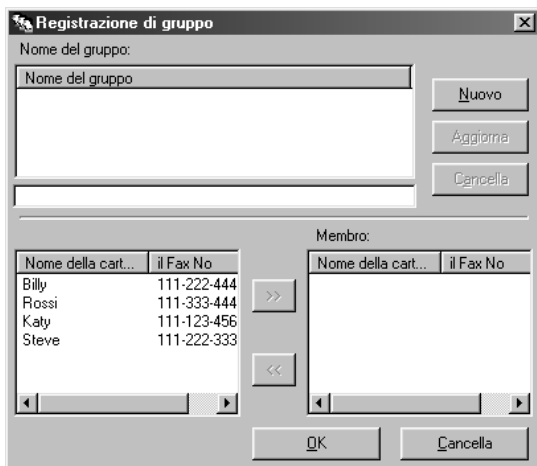 Registrazione di gruppo
Nome del gruppo:
Nome del gruppo
Nuovo
Aggiorna
Cancella
Membro:
Nome della cart... il Fax No
Billy 111-222-444
Rossi 111-333-444
Katy 111-123-456
Steve 111-222-333
>>
<<
Nome della cart... il Fax No
OK
Cancella